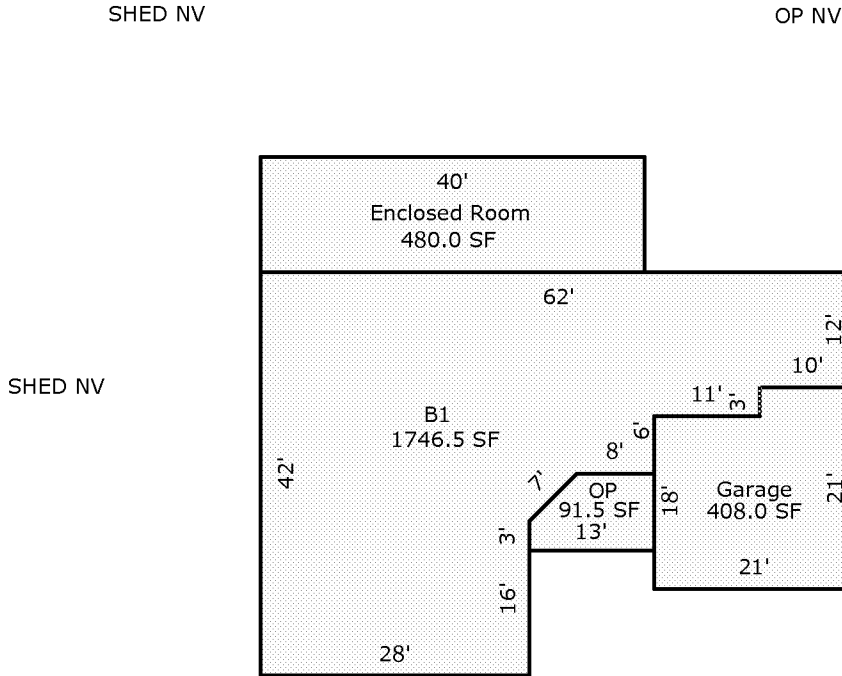 SHED NV
OP NV
40'
Enclosed Room
480.0 SF
62'
12'
10'
SHED NV
11'
3'
B1
1746.5 SF
6'
8'
42'
7'
OP
91.5 SF
18'
Garage
408.0 SF
21'
3'
13'
21'
16'
28'